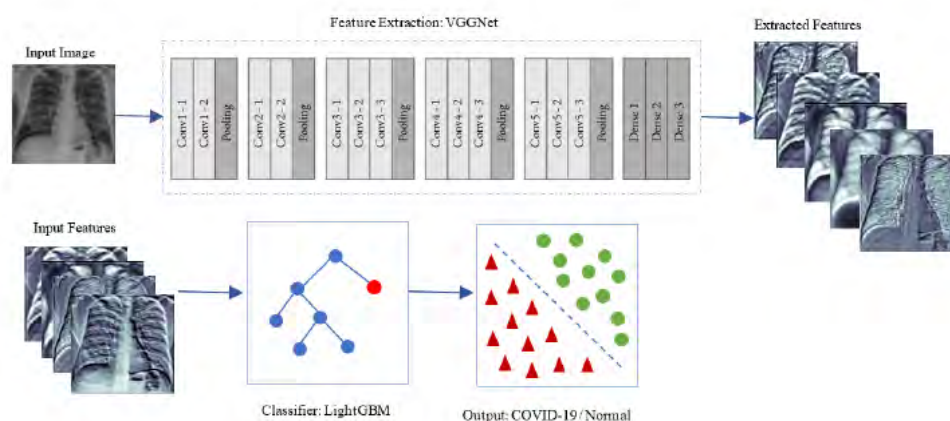 Feature Extraction: VGGNet
Extracted Features
Input Image
Conv1 - 1
Conv1 - 2
Pooling
Conv2 - 1
Conv2 - 2
Pooling
Conv3 - 1
Conv3 - 2
Conv3 - 3
Pooling
Conv4 - 1
Conv4 - 2
Conv4 - 3
Pooling
Conv5 - 1
Conv5 - 2
Conv5 - 3
Pooling
Dense 1
Dense 2
Dense 3
Input Features
Classifier: LightGBM
Output: COVID-19 / Normal